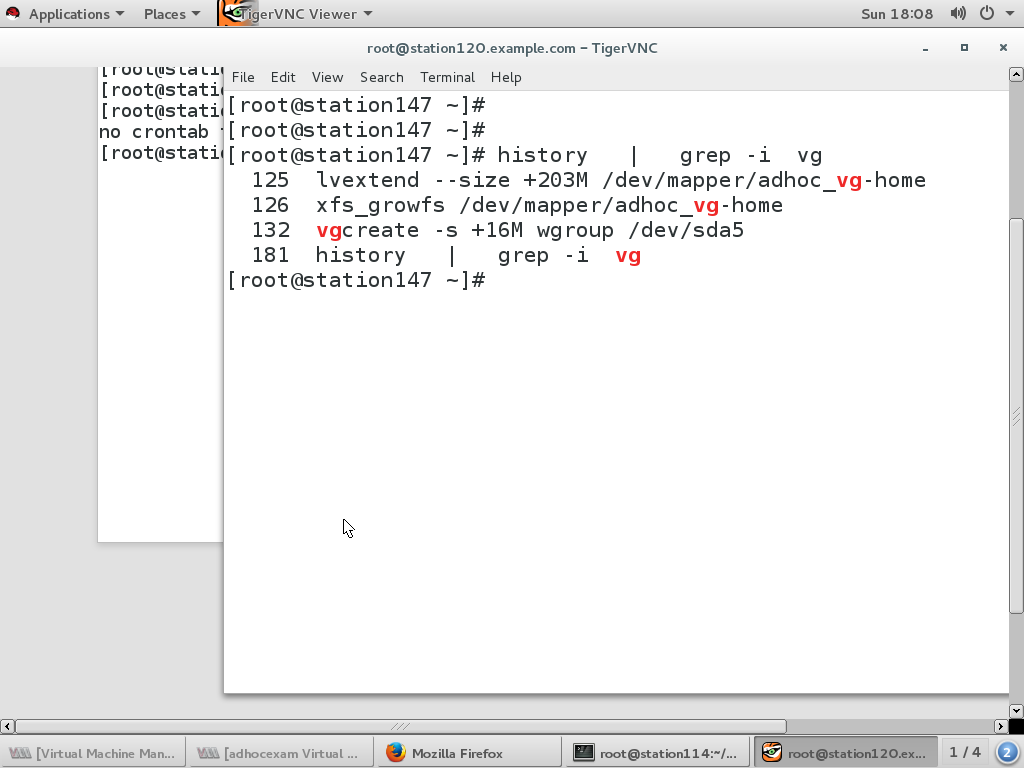 Applications Places TigerVNC Viewer Sun 18:08
root@station120.example.com – TigerVNC
File Edit View Search Terminal Help
[root@stati
[root@stati
[root@stati
no crontab
[root@stati
[root@station147 ~]#
[root@station147 ~]#
[root@station147 ~]# history | grep -i vg
125 lvextend --size +203M /dev/mapper/adhoc_vg-home
126 xfs_growfs /dev/mapper/adhoc_vg-home
132 vgcreate -s +16M wgroup /dev/sda5
181 history | grep -i vg
[root@station147 ~]#
[Virtual Machine Man... [adhocexam Virtual ... Mozilla Firefox root@station114:~/... root@station120.ex... 1 / 4 2